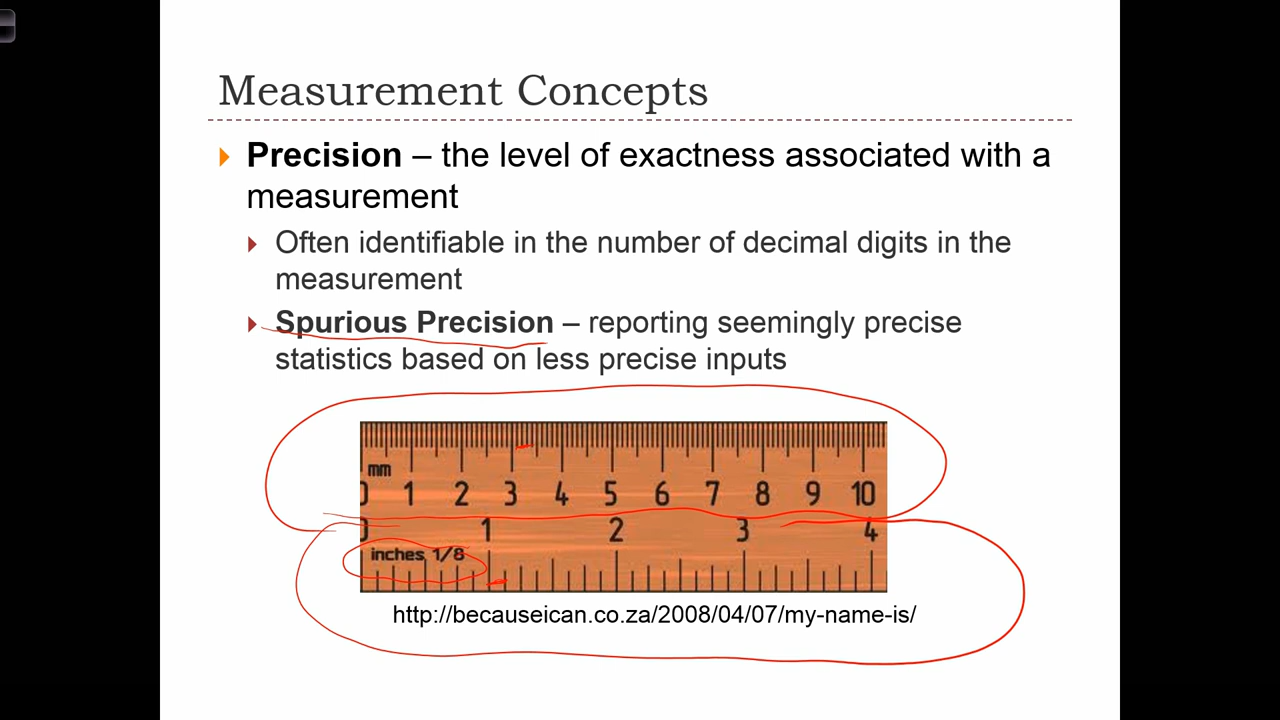 Measurement Concepts
Precision – the level of exactness associated with a
measurement
Often identifiable in the number of decimal digits in the
measurement
Spurious Precision – reporting seemingly precise
statistics based on less precise inputs
mm
0 1 2 3 4 5 6 7 8 9 10
0 1 2 3 4
inches 1/8
http://becauseican.co.za/2008/04/07/my-name-is/